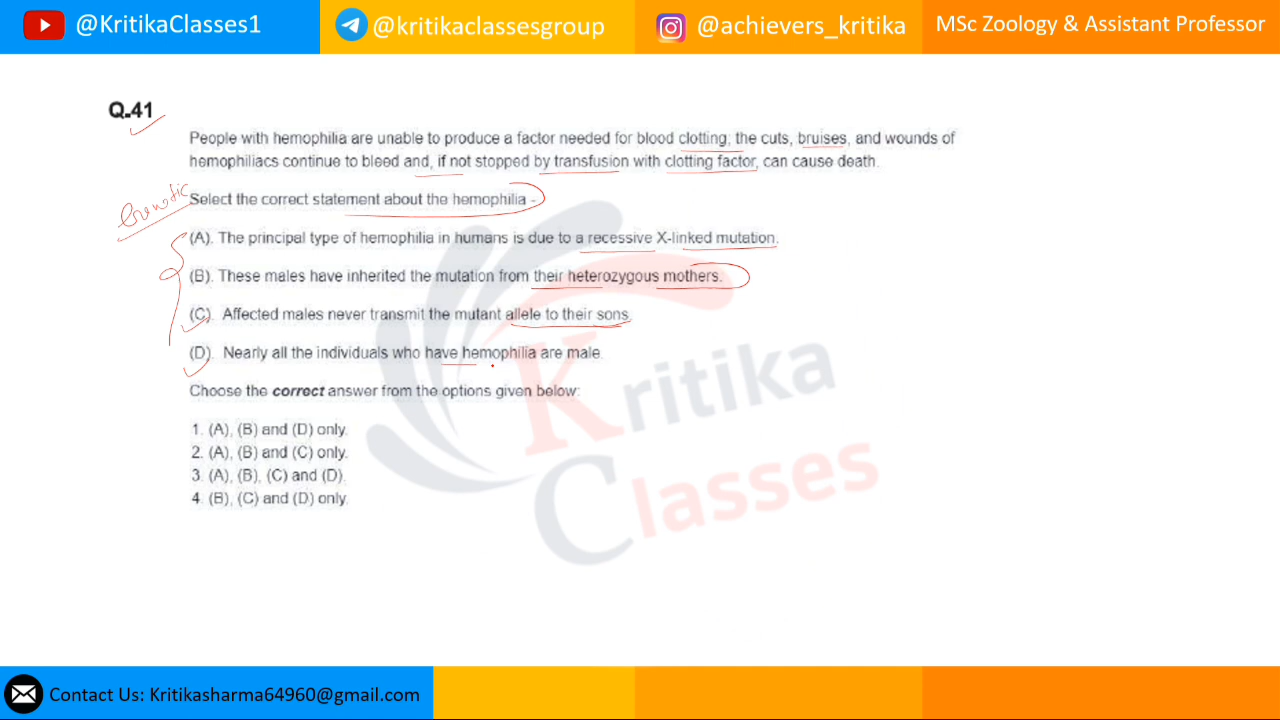 @KritikaClasses1
@kritikaclassesgroup
@achievers_kritika
MSc Zoology & Assistant Professor
Q.41
People with hemophilia are unable to produce a factor needed for blood clotting; the cuts, bruises, and wounds of
hemophiliacs continue to bleed and, if not stopped by transfusion with clotting factor, can cause death.
Genetic
Select the correct statement about the hemophilia -
(A). The principal type of hemophilia in humans is due to a recessive X-linked mutation.
(B). These males have inherited the mutation from their heterozygous mothers.
(C). Affected males never transmit the mutant allele to their sons.
(D). Nearly all the individuals who have hemophilia are male.
Choose the correct answer from the options given below:
1. (A), (B) and (D) only.
2. (A), (B) and (C) only.
3. (A), (B), (C) and (D).
4. (B), (C) and (D) only.
Kritika
Classes
Contact Us: Kritikasharma64960@gmail.com